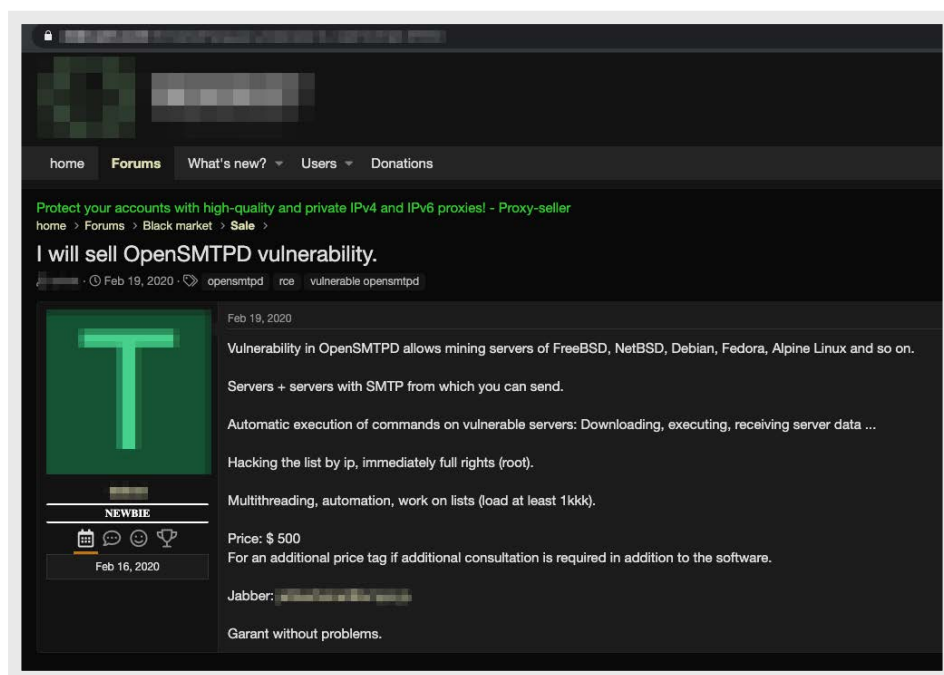 home Forums What's new? Users Donations
Protect your accounts with high-quality and private IPv4 and IPv6 proxies! - Proxy-seller
home > Forums > Black market > Sale >
I will sell OpenSMTPD vulnerability.
· Feb 19, 2020 · opensmtpd rce vulnerable opensmtpd
T
NEWBIE
Feb 16, 2020
Feb 19, 2020
Vulnerability in OpenSMTPD allows mining servers of FreeBSD, NetBSD, Debian, Fedora, Alpine Linux and so on.
Servers + servers with SMTP from which you can send.
Automatic execution of commands on vulnerable servers: Downloading, executing, receiving server data ...
Hacking the list by ip, immediately full rights (root).
Multithreading, automation, work on lists (load at least 1kkk).
Price: $ 500
For an additional price tag if additional consultation is required in addition to the software.
Jabber:
Garant without problems.